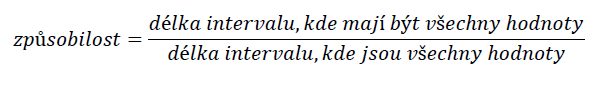 způsobilost = délka intervalu, kde mají být všechny hodnoty
délka intervalu, kde jsou všechny hodnoty